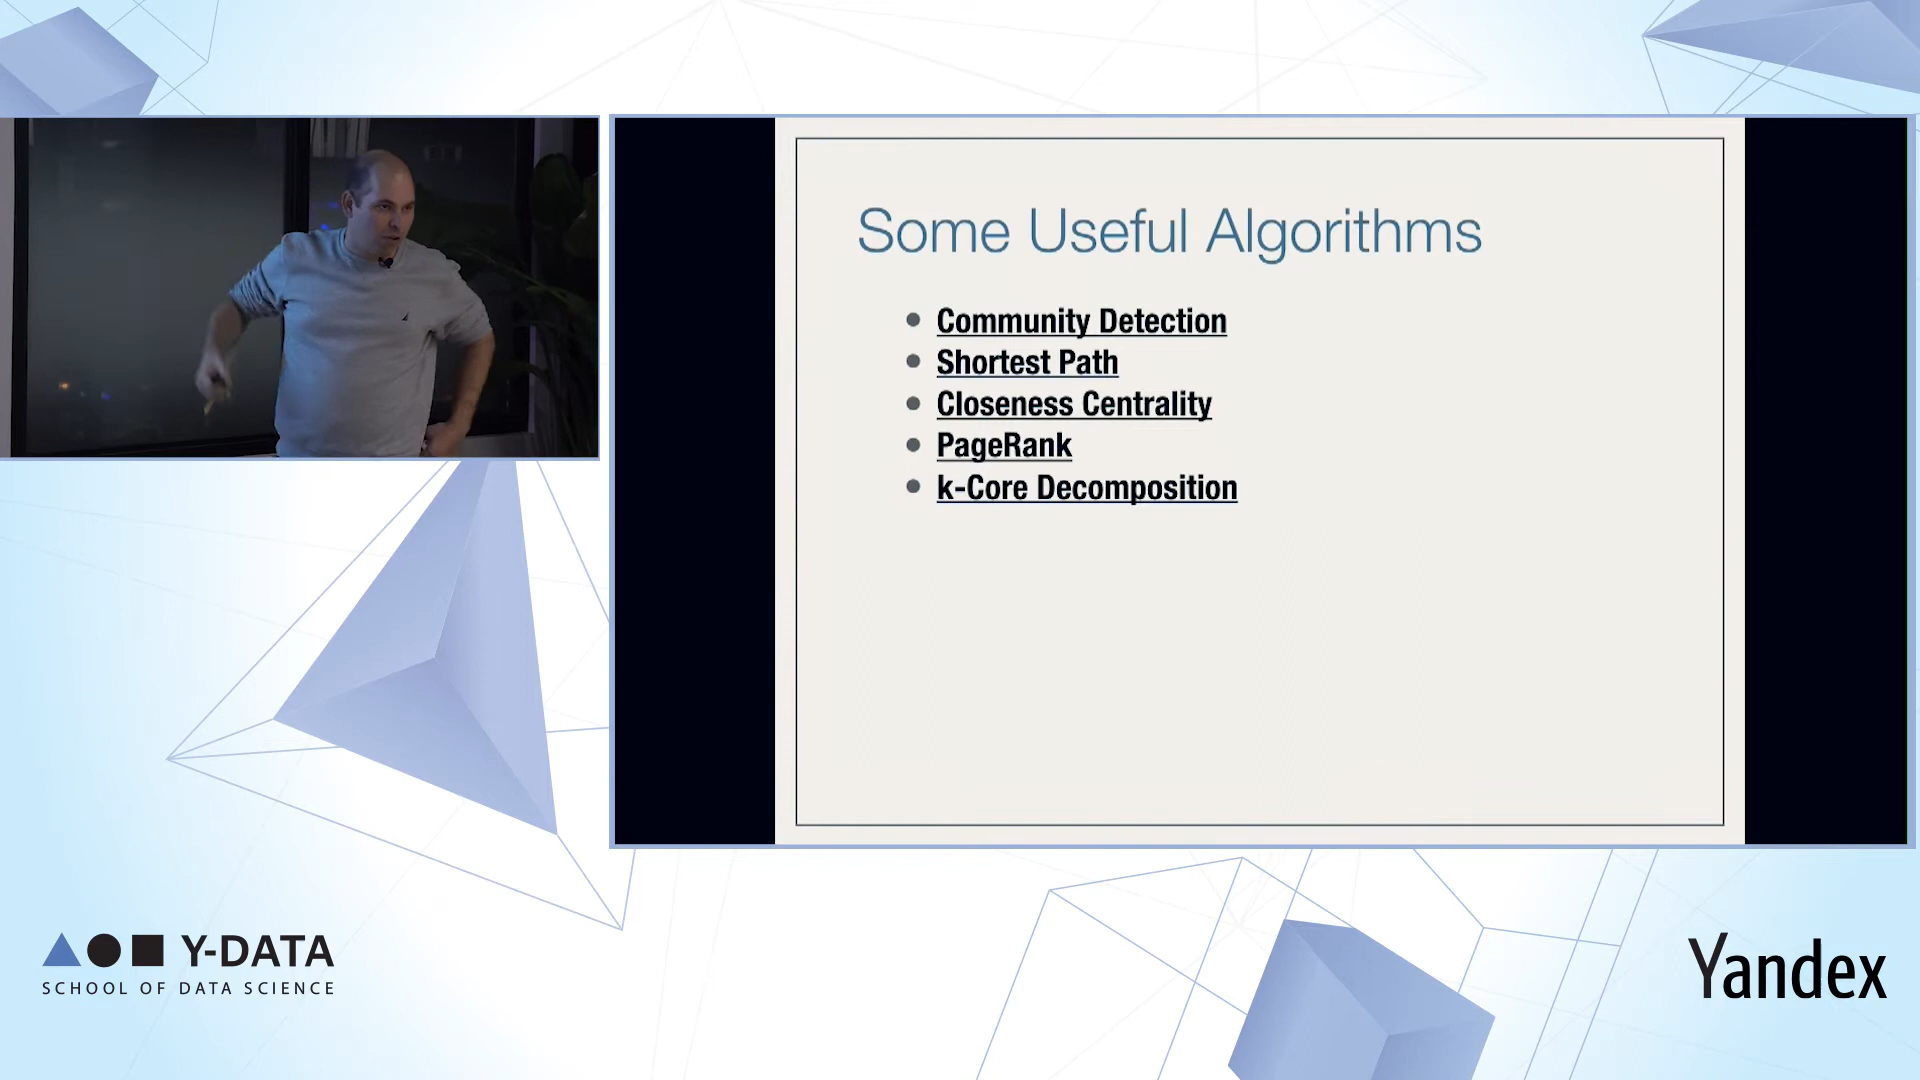 Some Useful Algorithms
Community Detection
Shortest Path
Closeness Centrality
PageRank
k-Core Decomposition
Y-DATA
SCHOOL OF DATA SCIENCE
Yandex